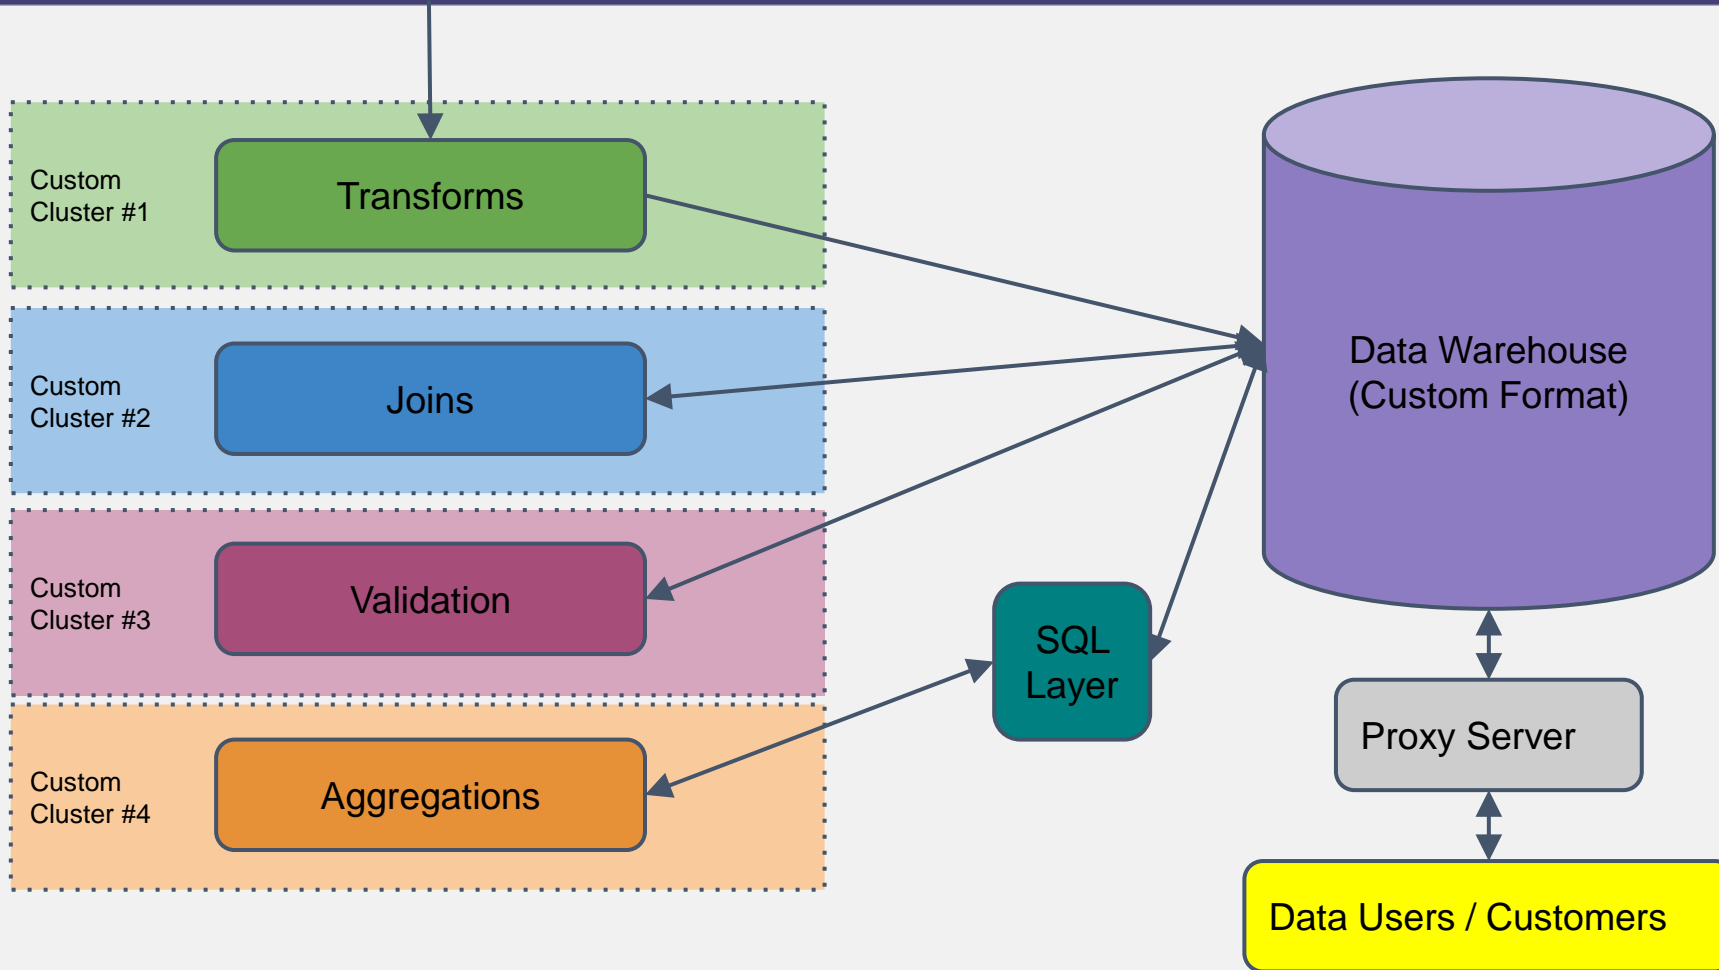 Custom
Cluster #1
Transforms
Custom
Cluster #2
Joins
Custom
Cluster #3
Validation
Custom
Cluster #4
Aggregations
SQL
Layer
Data Warehouse
(Custom Format)
Proxy Server
Data Users / Customers